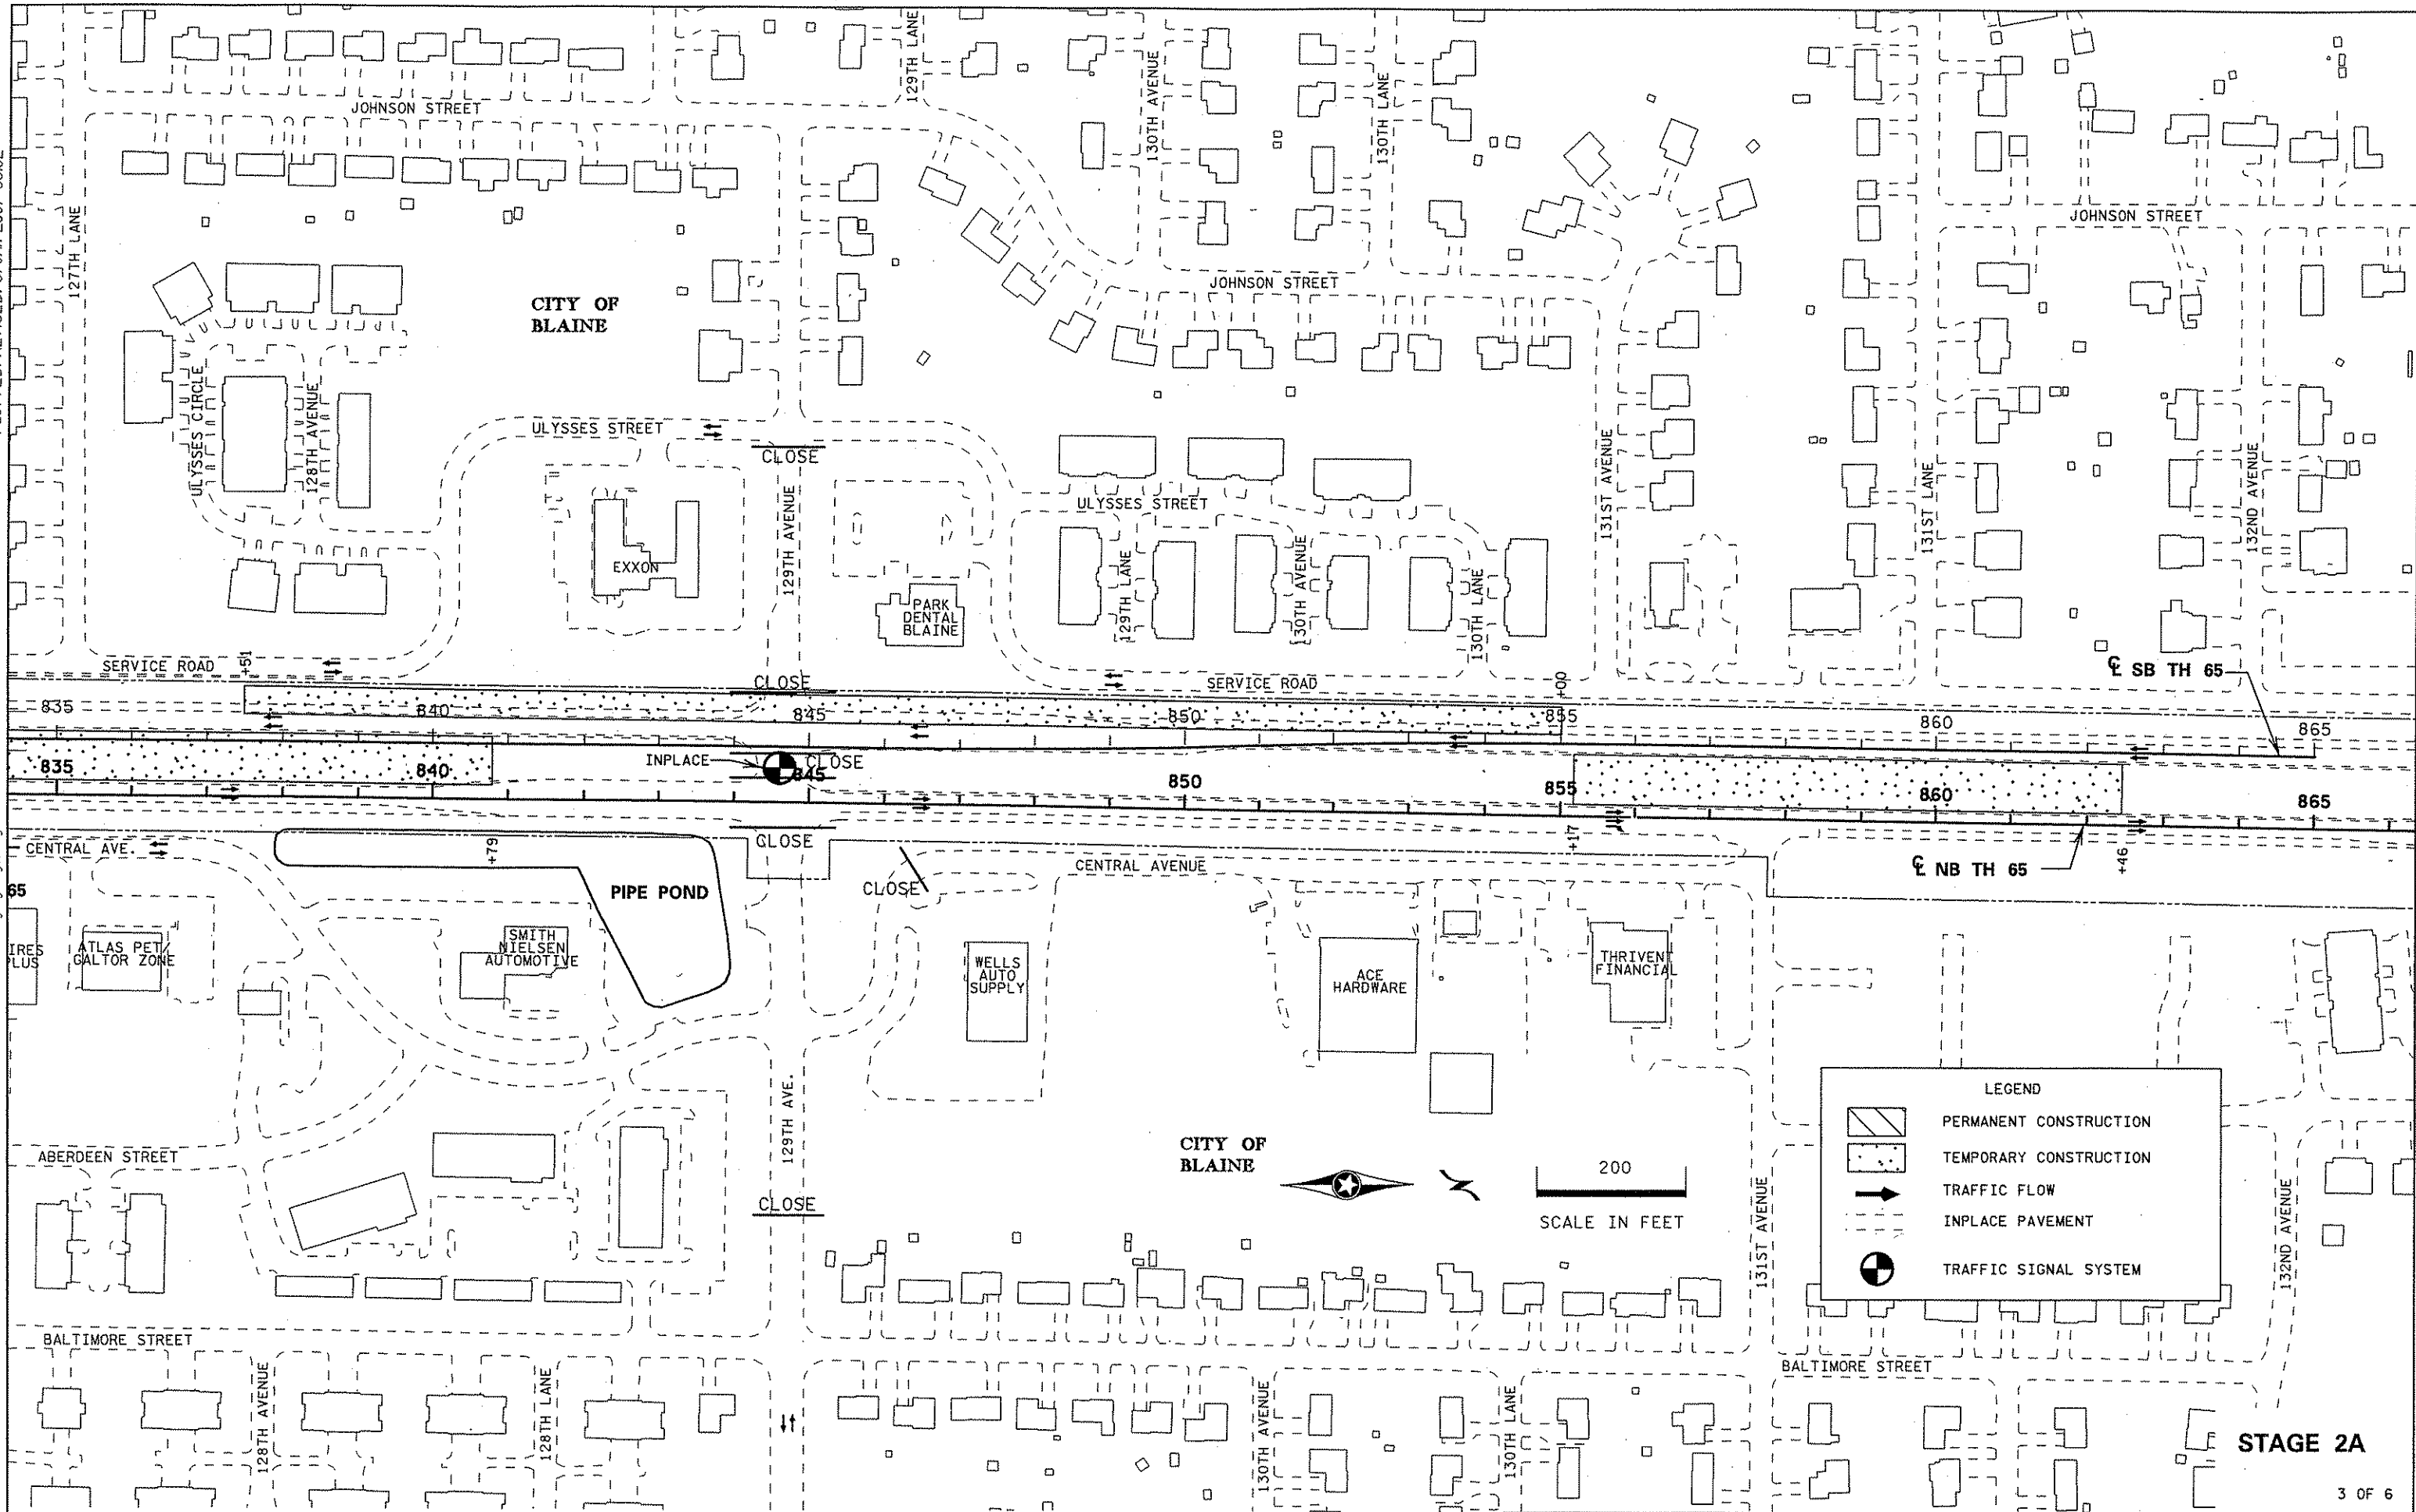 129TH LANE
JOHNSON STREET
130TH AVENUE
130TH LANE
127TH LANE
JOHNSON STREET
JOHNSON STREET
CITY OF
BLAINE
ULYSSES CIRCLE
128TH AVENUE
ULYSSES STREET
CLOSE
129TH AVENUE
EXXON
PARK
DENTAL
BLAINE
ULYSSES STREET
129TH LANE
130TH AVENUE
130TH LANE
131ST AVENUE
131ST LANE
132ND AVENUE
SERVICE ROAD
+51
CLOSE
SERVICE ROAD
+00
℄ SB TH 65
835
840
845
850
855
860
865
INPLACE
CLOSE
835
840
845
850
855
860
865
CENTRAL AVE.
+79
CLOSE
CLOSE
CENTRAL AVENUE
+17
℄ NB TH 65
+46
65
PIPE POND
IRES
PLUS
ATLAS PET/
GALTOR ZONE
SMITH
NIELSEN
AUTOMOTIVE
WELLS
AUTO
SUPPLY
ACE
HARDWARE
THRIVENT
FINANCIAL
129TH AVE.
ABERDEEN STREET
CITY OF
BLAINE
200
SCALE IN FEET
CLOSE
131ST AVENUE
132ND AVENUE
LEGEND
PERMANENT CONSTRUCTION
TEMPORARY CONSTRUCTION
TRAFFIC FLOW
INPLACE PAVEMENT
TRAFFIC SIGNAL SYSTEM
BALTIMORE STREET
BALTIMORE STREET
128TH AVENUE
128TH LANE
130TH AVENUE
130TH LANE
STAGE 2A
3 OF 6